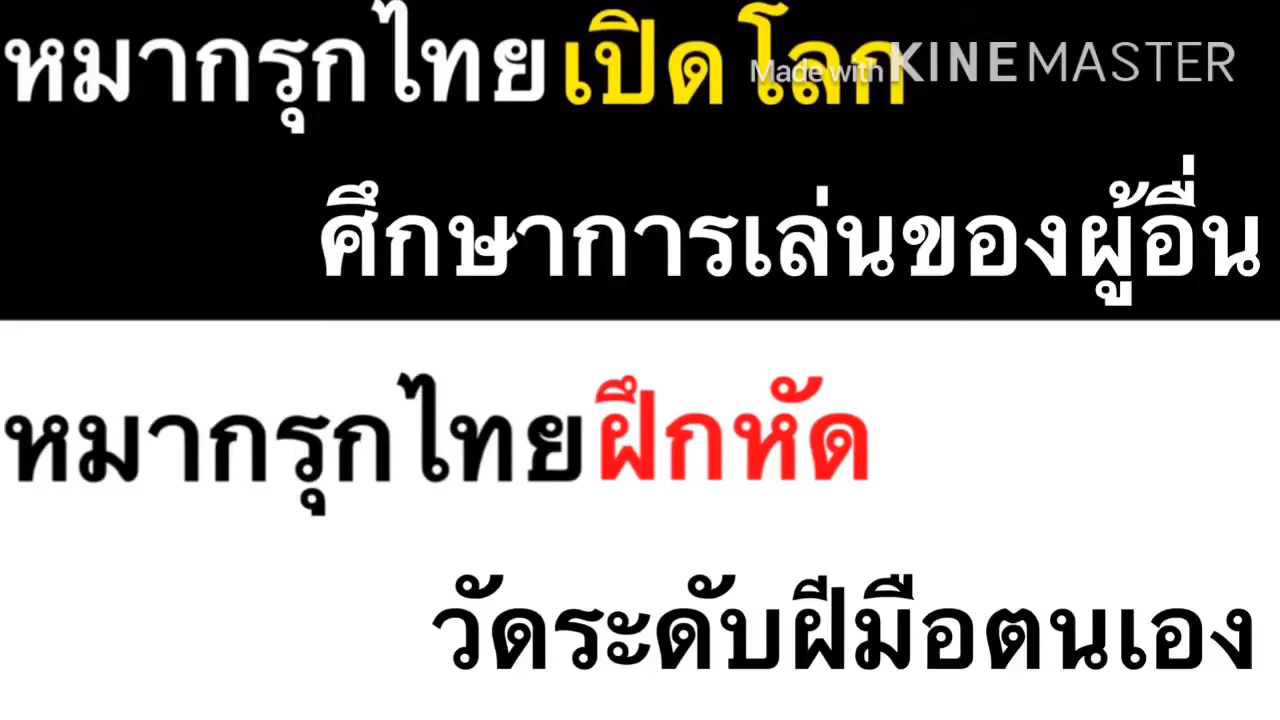 หมากรุกไทยเปิดโลก
Made with KINEMASTER
ศึกษาการเล่นของผู้อื่น
หมากรุกไทยฝึกหัด
วัดระดับฝีมือตนเอง